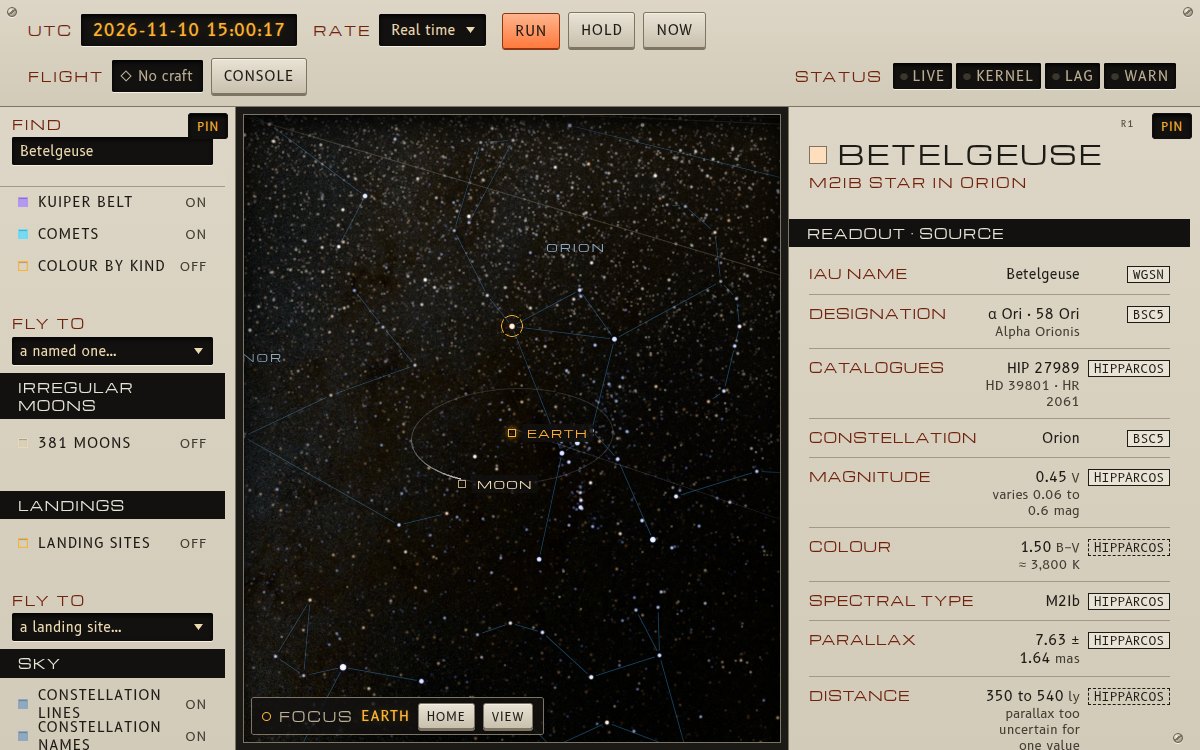 UTC 2026-11-10 15:00:17 RATE Real time RUN HOLD NOW
FLIGHT No craft CONSOLE STATUS LIVE KERNEL LAG WARN
FIND PIN
Betelgeuse
KUIPER BELT ON
COMETS ON
COLOUR BY KIND OFF
FLY TO
a named one...
IRREGULAR
MOONS
381 MOONS OFF
LANDINGS
LANDING SITES OFF
FLY TO
a landing site...
SKY
CONSTELLATION
LINES ON
CONSTELLATION
NAMES ON
ORION
NOR
EARTH
MOON
FOCUS EARTH HOME VIEW
R1 PIN
BETELGEUSE
M2IB STAR IN ORION
READOUT · SOURCE
IAU NAME Betelgeuse WGSN
DESIGNATION α Ori · 58 Ori BSC5
Alpha Orionis
CATALOGUES HIP 27989 HIPPARCOS
HD 39801 · HR
2061
CONSTELLATION Orion BSC5
MAGNITUDE 0.45 V HIPPARCOS
varies 0.06 to
0.6 mag
COLOUR 1.50 B−V HIPPARCOS
≈ 3,800 K
SPECTRAL TYPE M2Ib HIPPARCOS
PARALLAX 7.63 ± HIPPARCOS
1.64 mas
DISTANCE 350 to 540 ly HIPPARCOS
parallax too
uncertain for
one value